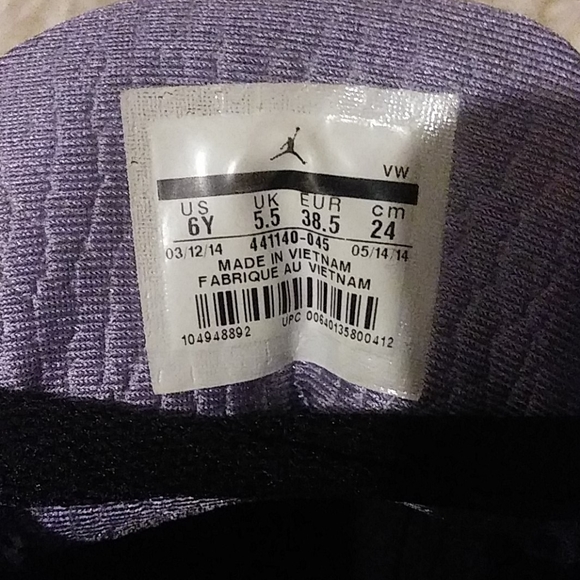 VW
US UK EUR cm
6Y 5.5 38.5 24
03/12/14 441140-045 05/14/14
MADE IN VIETNAM
FABRIQUE AU VIETNAM
104948892 UPC 00640135800412